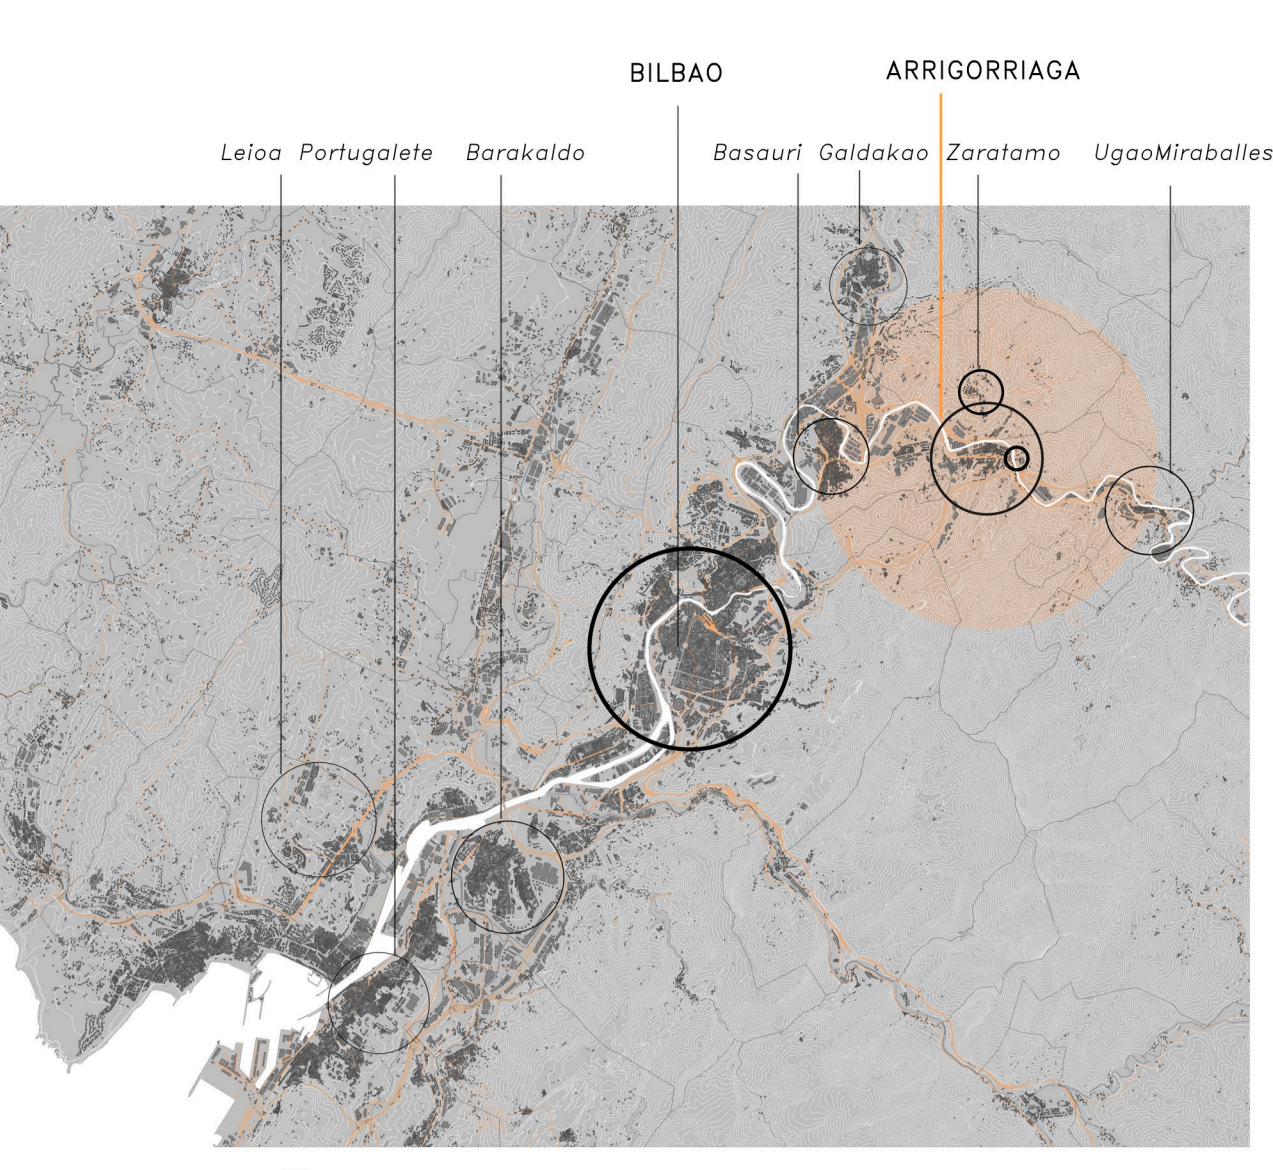 BILBAO
ARRIGORRIAGA
Leioa
Portugalete
Barakaldo
Basauri
Galdakao
Zaratamo
UgaoMiraballes